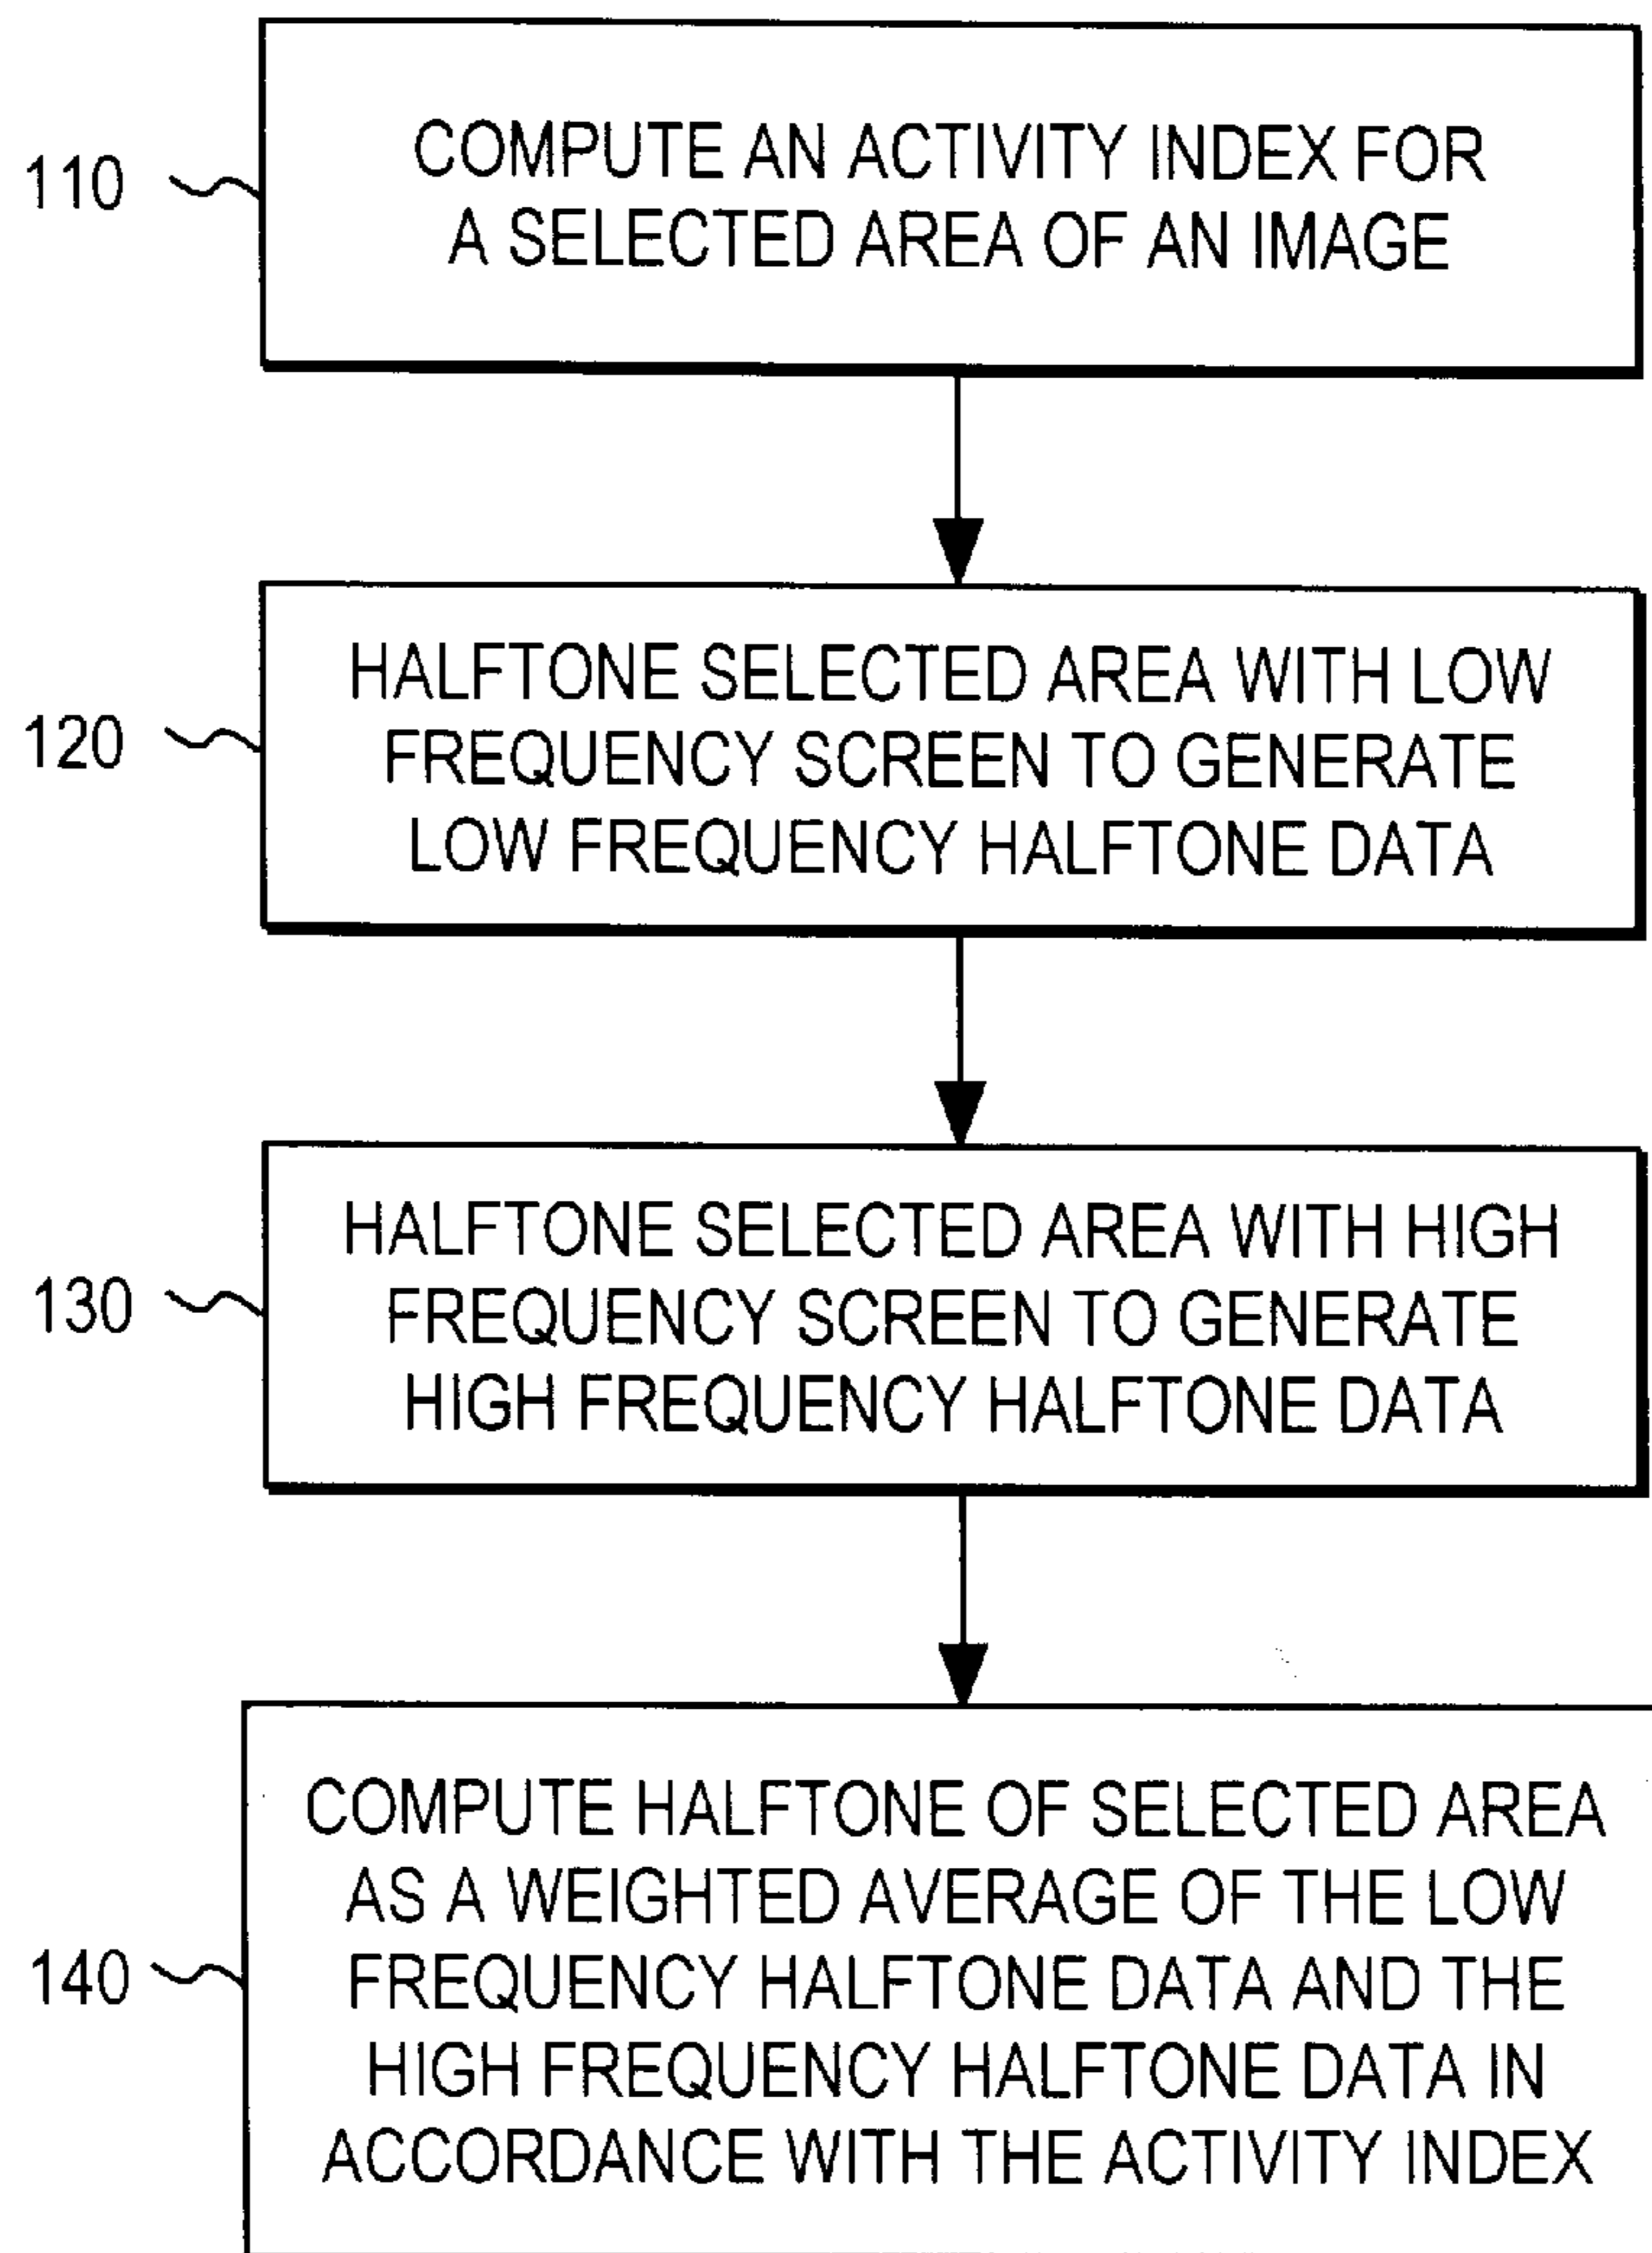 110
COMPUTE AN ACTIVITY INDEX FOR
A SELECTED AREA OF AN IMAGE
120
HALFTONE SELECTED AREA WITH LOW
FREQUENCY SCREEN TO GENERATE
LOW FREQUENCY HALFTONE DATA
130
HALFTONE SELECTED AREA WITH HIGH
FREQUENCY SCREEN TO GENERATE
HIGH FREQUENCY HALFTONE DATA
140
COMPUTE HALFTONE OF SELECTED AREA
AS A WEIGHTED AVERAGE OF THE LOW
FREQUENCY HALFTONE DATA AND THE
HIGH FREQUENCY HALFTONE DATA IN
ACCORDANCE WITH THE ACTIVITY INDEX